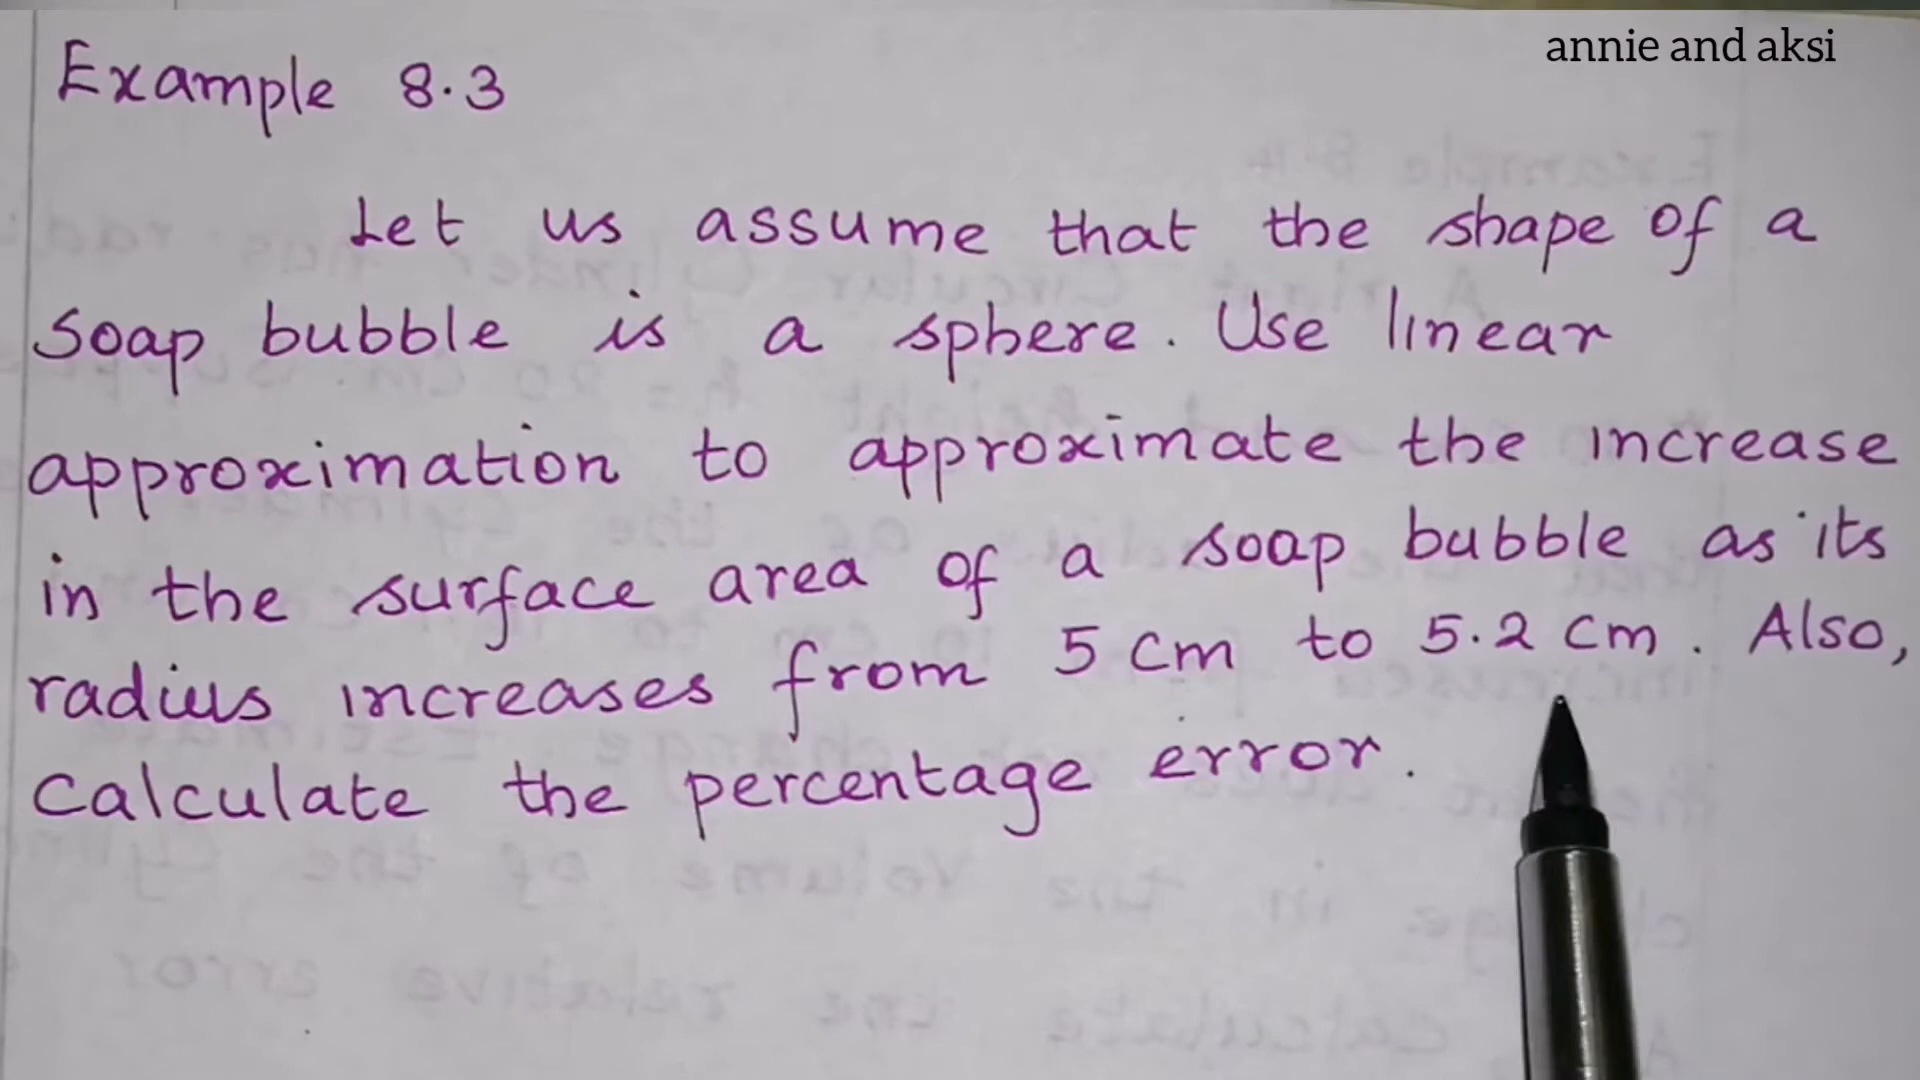 annie and aksi
Example 8.3
Let us assume that the shape of a
soap bubble is a sphere. Use linear
approximation to approximate the increase
in the surface area of a soap bubble as its
radius increases from 5 cm to 5.2 cm. Also,
Calculate the percentage error.